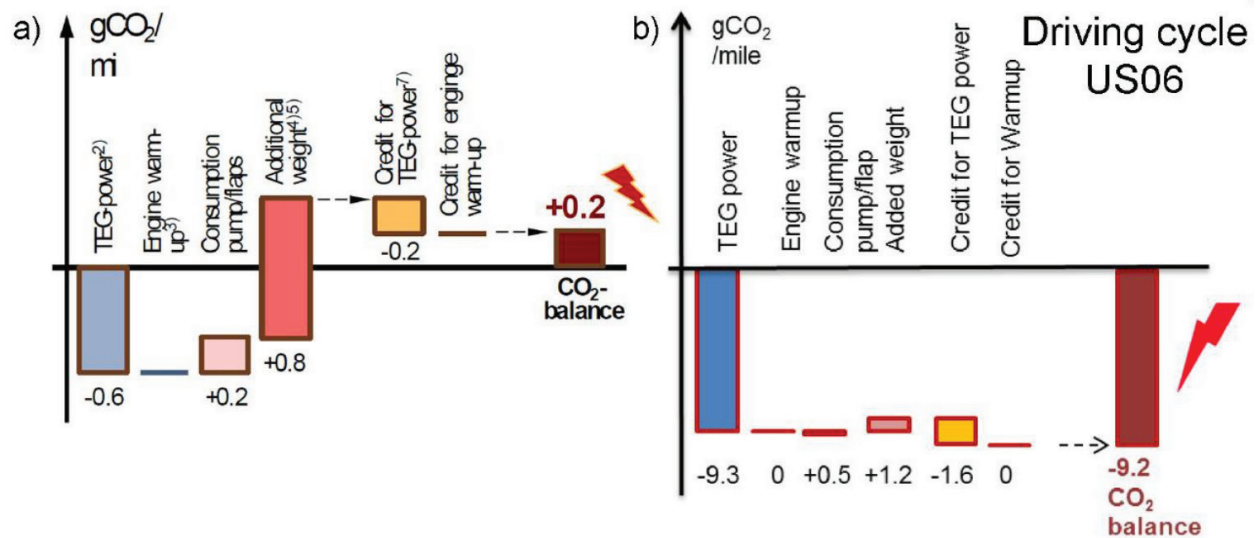 a)
gCO2/
mi
TEG-power2)
Engine warm-
up3)
Consumption
pump/flaps
Additional
weight4)5)
Credit for
TEG-power7)
Credit for enginge
warm-up
-0.6
+0.2
+0.8
-0.2
+0.2
CO2-
balance
b)
gCO2
/mile
Driving cycle
US06
TEG power
Engine warmup
Consumption
pump/flap
Added weight
Credit for TEG power
Credit for Warmup
-9.3
0
+0.5
+1.2
-1.6
0
-9.2
CO2
balance